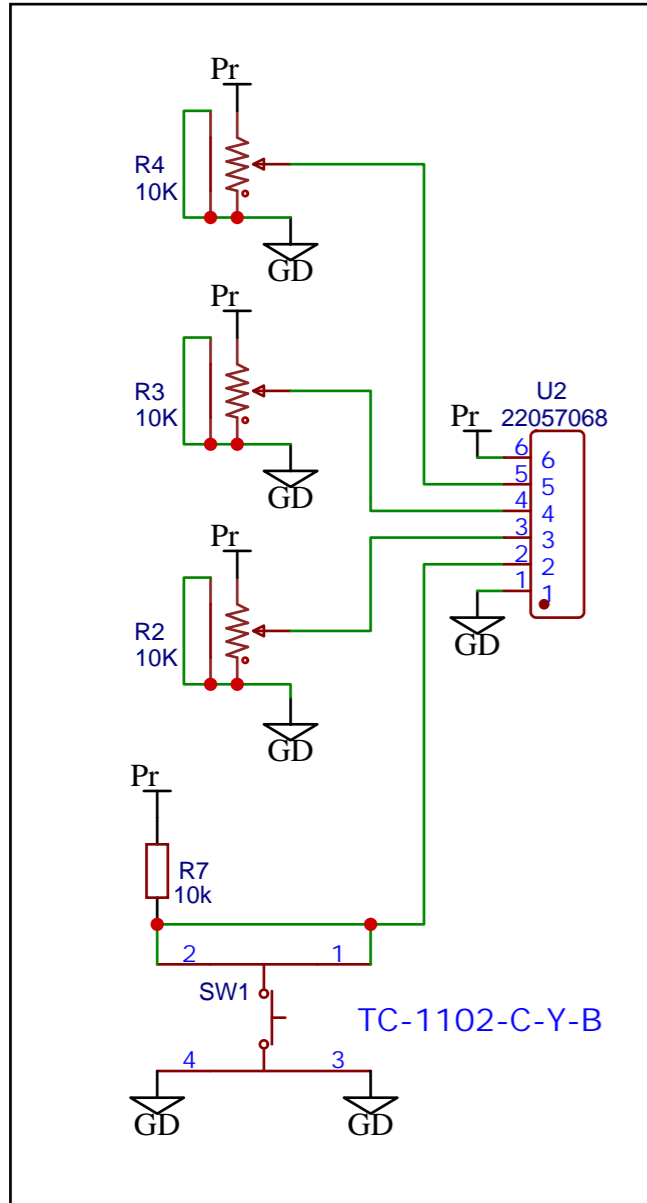 Pr
R4
10K
GD
Pr
R3
10K
GD
U2
22057068
Pr
6 6
5 5
4 4
3 3
2 2
1 1
GD
Pr
R2
10K
GD
Pr
R7
10k
2 1
SW1
TC-1102-C-Y-B
4 3
GD GD